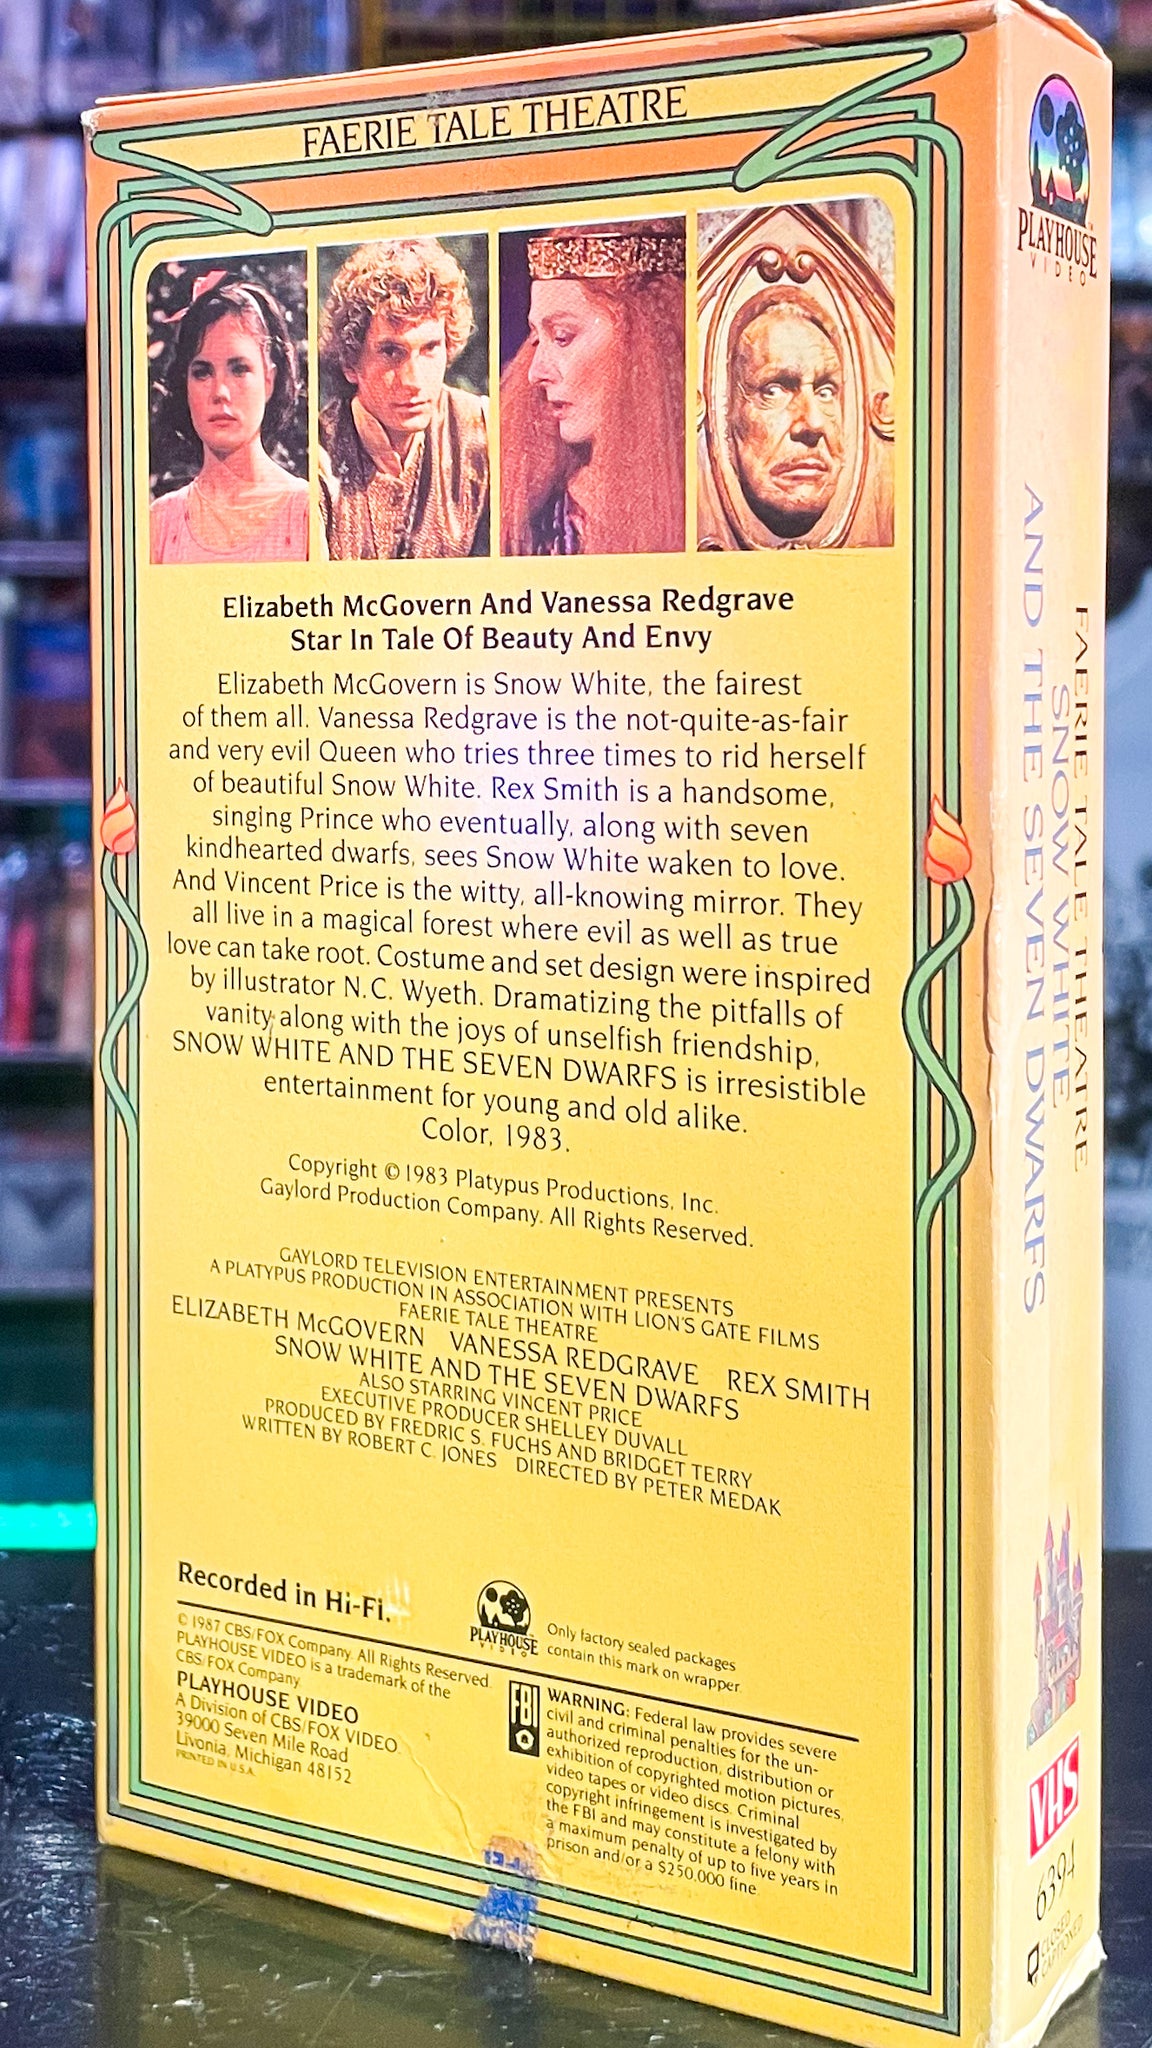 FAERIE TALE THEATRE
Elizabeth McGovern And Vanessa Redgrave
Star In Tale Of Beauty And Envy
Elizabeth McGovern is Snow White, the fairest
of them all. Vanessa Redgrave is the not-quite-as-fair
and very evil Queen who tries three times to rid herself
of beautiful Snow White. Rex Smith is a handsome,
singing Prince who eventually, along with seven
kindhearted dwarfs, sees Snow White waken to love.
And Vincent Price is the witty, all-knowing mirror. They
all live in a magical forest where evil as well as true
love can take root. Costume and set design were inspired
by illustrator N.C. Wyeth. Dramatizing the pitfalls of
vanity along with the joys of unselfish friendship,
SNOW WHITE AND THE SEVEN DWARFS is irresistible
entertainment for young and old alike.
Color, 1983.
Copyright © 1983 Platypus Productions, Inc.
Gaylord Production Company. All Rights Reserved.
GAYLORD TELEVISION ENTERTAINMENT PRESENTS
A PLATYPUS PRODUCTION IN ASSOCIATION WITH LION'S GATE FILMS
FAERIE TALE THEATRE
ELIZABETH McGOVERN VANESSA REDGRAVE REX SMITH
SNOW WHITE AND THE SEVEN DWARFS
ALSO STARRING VINCENT PRICE
EXECUTIVE PRODUCER SHELLEY DUVALL
PRODUCED BY FREDRIC S. FUCHS AND BRIDGET TERRY
WRITTEN BY ROBERT C. JONES DIRECTED BY PETER MEDAK
Recorded in Hi-Fi.
PLAYHOUSE
VIDEO
Only factory sealed packages
contain this mark on wrapper.
© 1987 CBS/FOX Company. All Rights Reserved.
PLAYHOUSE VIDEO is a trademark of the
CBS/FOX Company
PLAYHOUSE VIDEO
A Division of CBS/FOX VIDEO
39000 Seven Mile Road
Livonia, Michigan 48152
PRINTED IN U.S.A.
FBI
WARNING: Federal law provides severe
civil and criminal penalties for the un-
authorized reproduction, distribution or
exhibition of copyrighted motion pictures,
video tapes or video discs. Criminal
copyright infringement is investigated by
the FBI and may constitute a felony with
a maximum penalty of up to five years in
prison and/or a $250,000 fine.
PLAYHOUSE
VIDEO
FAERIE TALE THEATRE
SNOW WHITE
AND THE SEVEN DWARFS
VHS
6394
CLOSED
CAPTIONED